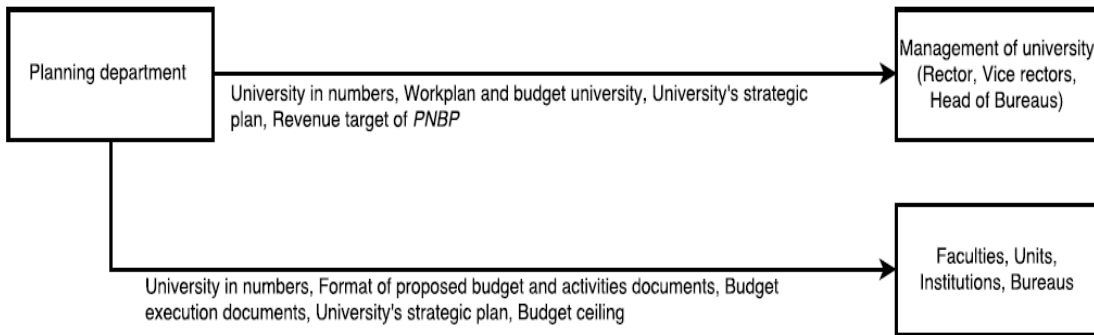 Planning department
Management of university
(Rector, Vice rectors,
Head of Bureaus)
University in numbers, Workplan and budget university, University's strategic
plan, Revenue target of PNBP
Faculties, Units,
Institutions, Bureaus
University in numbers, Format of proposed budget and activities documents, Budget
execution documents, University's strategic plan, Budget ceiling